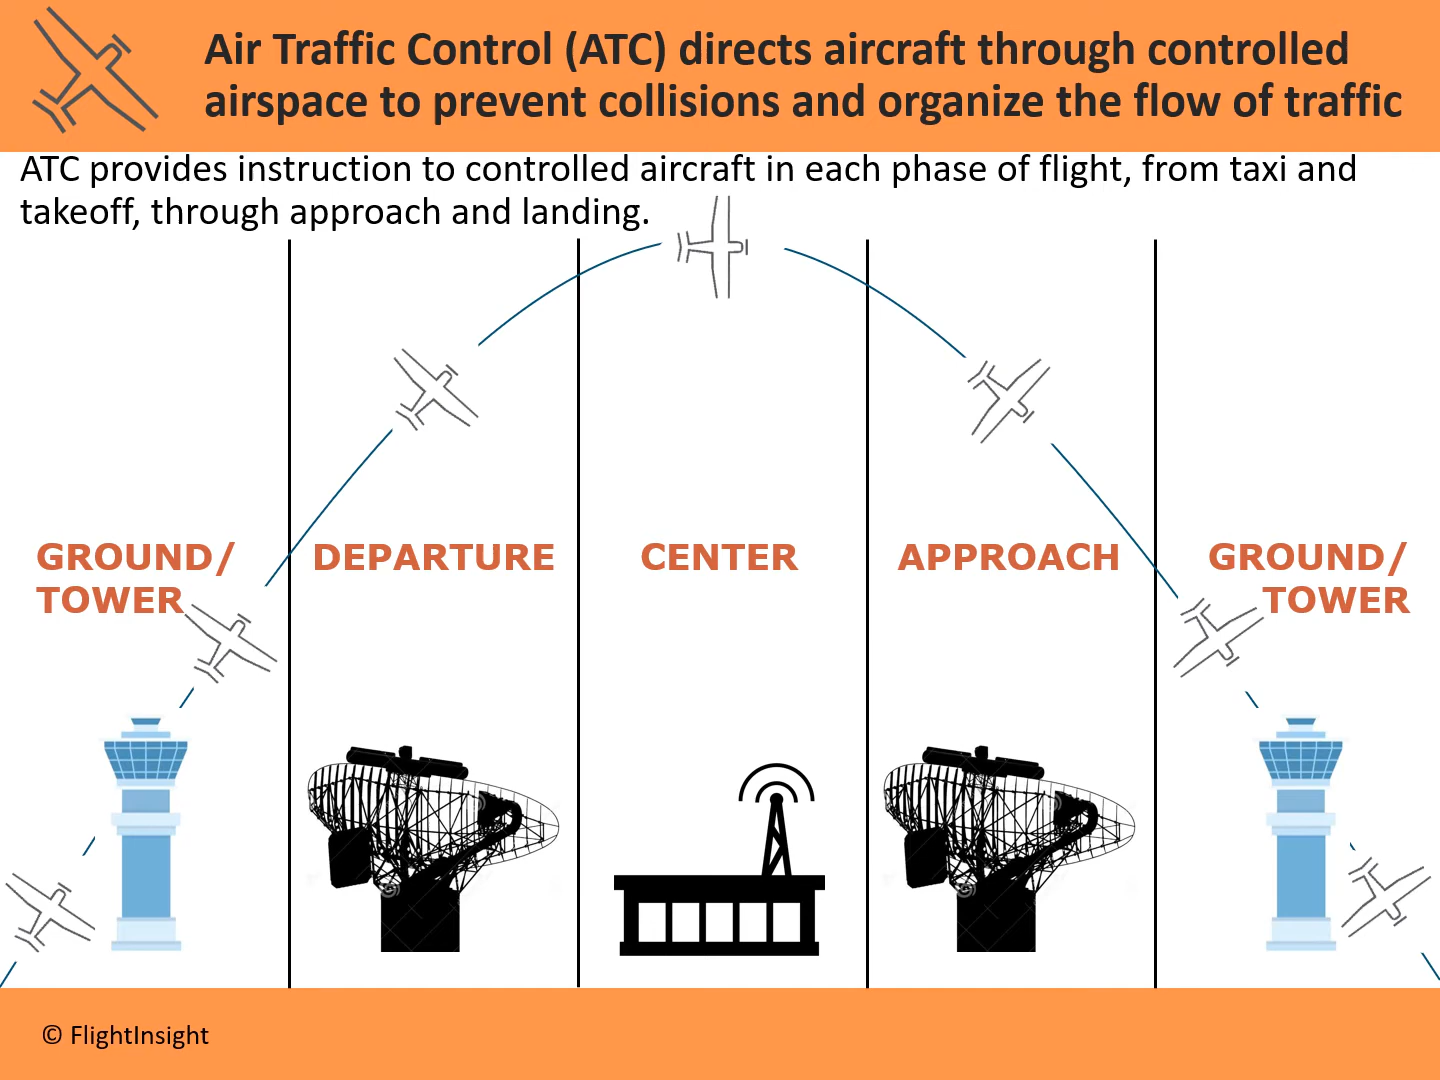 Air Traffic Control (ATC) directs aircraft through controlled
airspace to prevent collisions and organize the flow of traffic
ATC provides instruction to controlled aircraft in each phase of flight, from taxi and
takeoff, through approach and landing.
GROUND/
TOWER
DEPARTURE
CENTER
APPROACH
GROUND/
TOWER
© FlightInsight